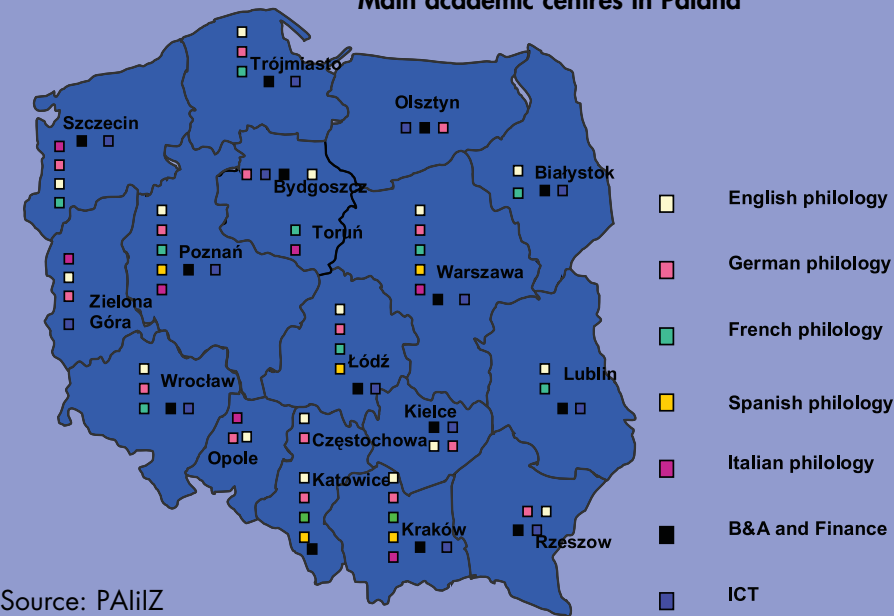 Main academic centres in Paland
Trójmiasto
Olsztyn
Szczecin
Białystok
Bydgoszcz
Toruń
Poznań
Warszawa
Zielona
Góra
Łódź
Wrocław
Lublin
Kielce
Częstochowa
Opole
Katowice
Kraków
Rzeszow
English philology
German philology
French philology
Spanish philology
Italian philology
B&A and Finance
ICT
Source: PAIiIZ